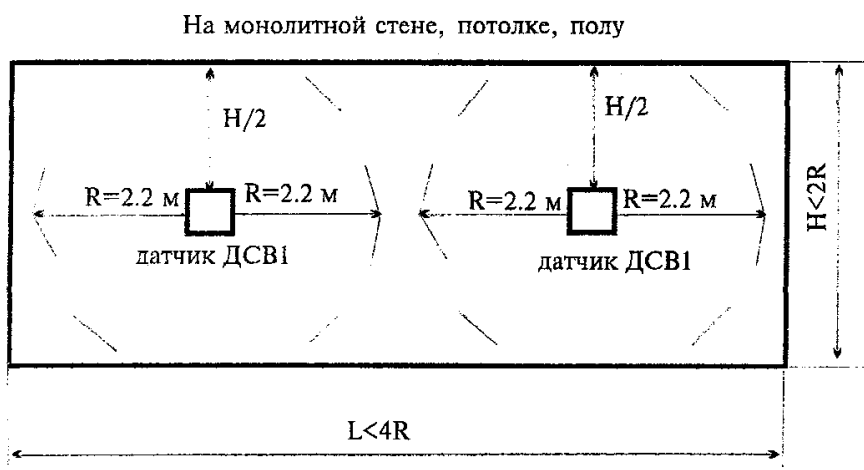 На монолитной стене, потолке, полу
H/2
H/2
R=2.2 м
R=2.2 м
R=2.2 м
R=2.2 м
датчик ДСВ1
датчик ДСВ1
H<2R
L<4R